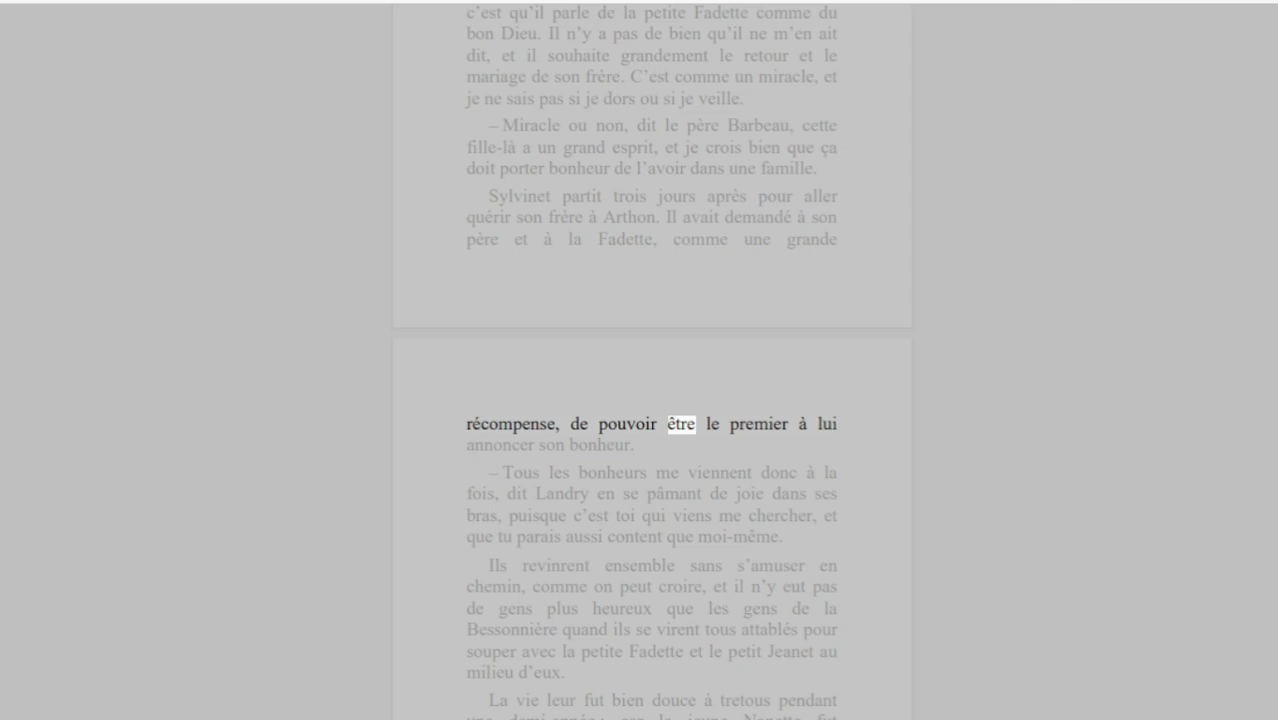 c’est qu’il parle de la petite Fadette comme du
bon Dieu. Il n’y a pas de bien qu’il ne m’en ait
dit, et il souhaite grandement le retour et le
mariage de son frère. C’est comme un miracle, et
je ne sais pas si je dors ou si je veille.
– Miracle ou non, dit le père Barbeau, cette
fille-là a un grand esprit, et je crois bien que ça
doit porter bonheur de l’avoir dans une famille.
Sylvinet partit trois jours après pour aller
quérir son frère à Arthon. Il avait demandé à son
père et à la Fadette, comme une grande
récompense, de pouvoir être le premier à lui
annoncer son bonheur.
– Tous les bonheurs me viennent donc à la
fois, dit Landry en se pâmant de joie dans ses
bras, puisque c’est toi qui viens me chercher, et
que tu parais aussi content que moi-même.
Ils revinrent ensemble sans s’amuser en
chemin, comme on peut croire, et il n’y eut pas
de gens plus heureux que les gens de la
Bessonnière quand ils se virent tous attablés pour
souper avec la petite Fadette et le petit Jeanet au
milieu d’eux.
La vie leur fut bien douce à tretous pendant
une demi-année ; car la jeune Nanette fut